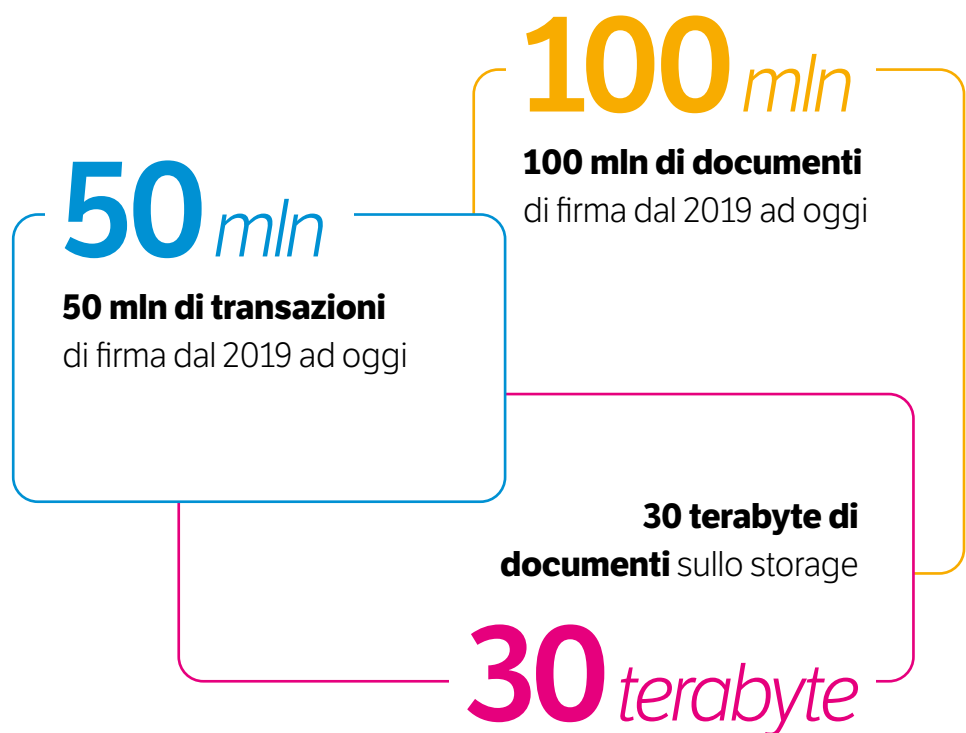 100 mln
100 mln di documenti
di firma dal 2019 ad oggi
50 mln
50 mln di transazioni
di firma dal 2019 ad oggi
30 terabyte di
documenti sullo storage
30 terabyte